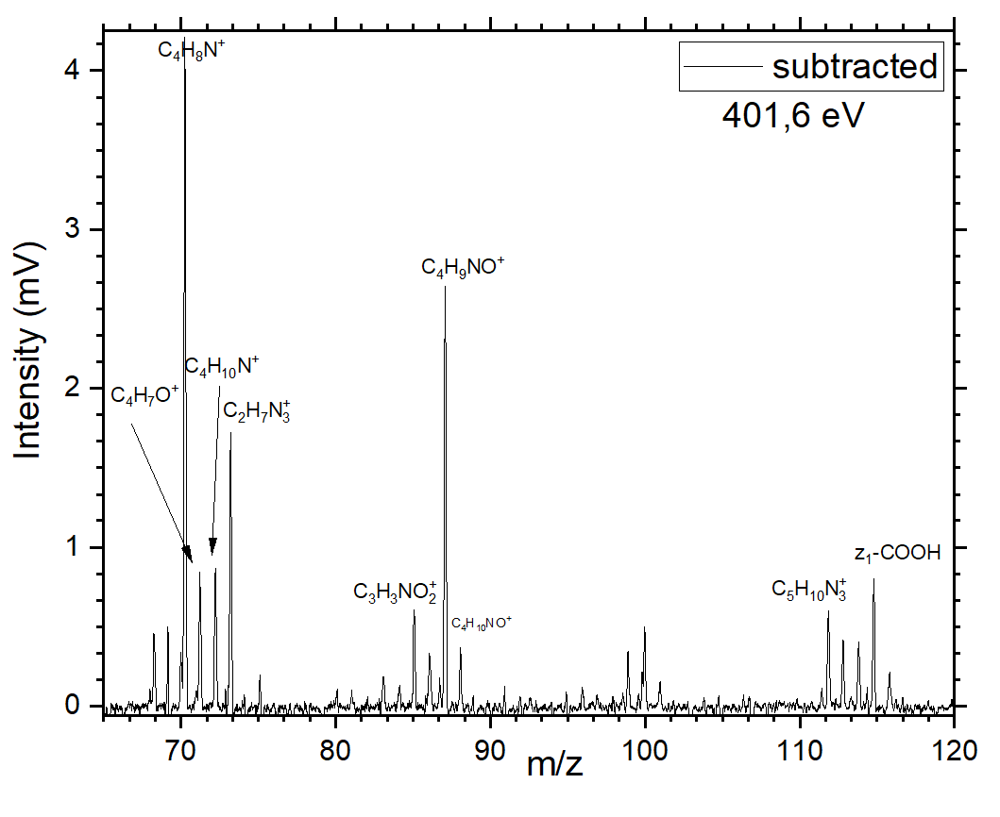 C₄H₈N⁺
subtracted
401,6 eV
4
3
C₄H₉NO⁺
C₄H₁₀N⁺
2
C₄H₇O⁺
C₂H₇N₃⁺
Intensity (mV)
1
z₁-COOH
C₃H₃NO₂⁺
C₅H₁₀N₃⁺
C₄H₁₀NO⁺
0
70 80 90 100 110 120
m/z